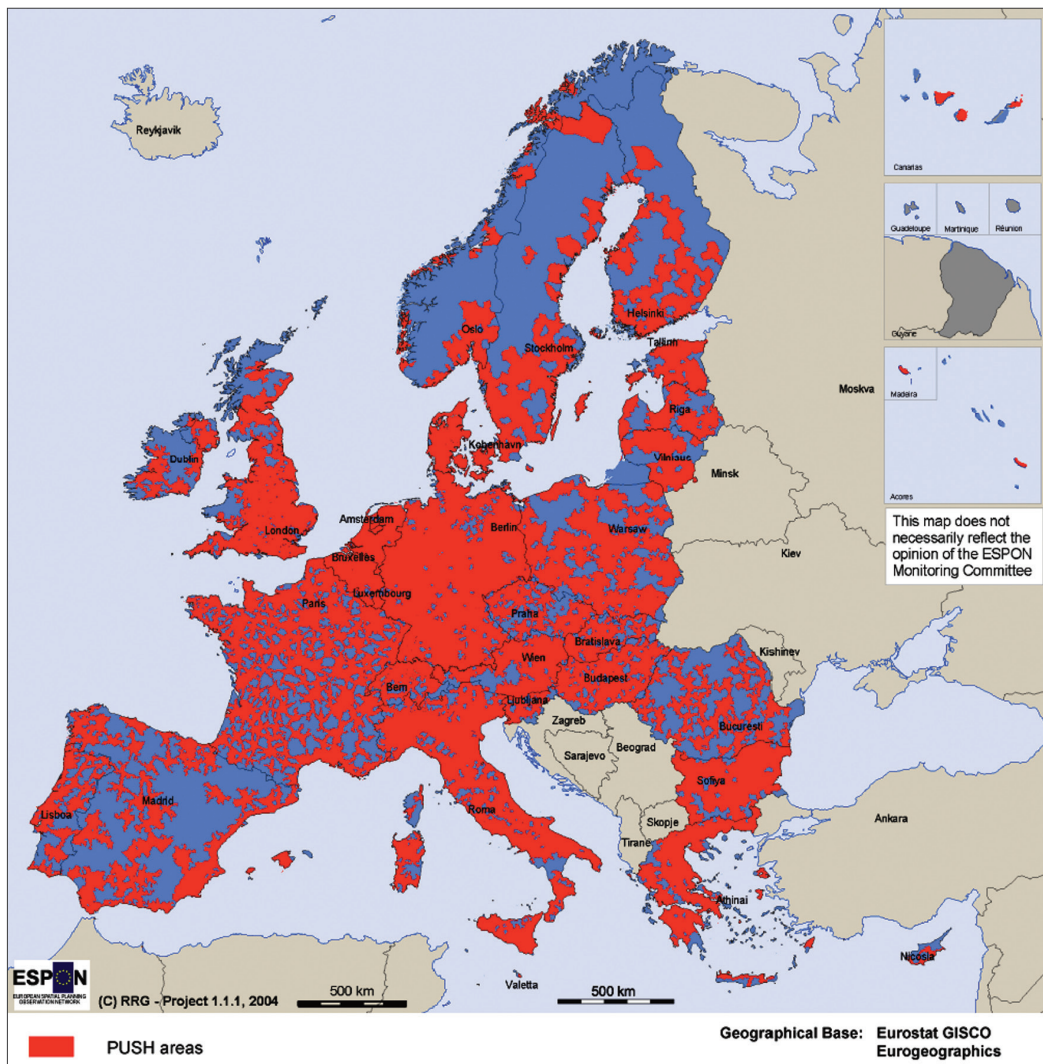 Reykjavik
Canarias
Guadeloupe
Martinique
Réunion
Guyane
Oslo
Helsinki
Stockholm
Tallinn
Madeira
Moskva
Riga
Kobenhavn
Dublin
Vilniaus
Minsk
Acores
Amsterdam
Berlin
London
Warsaw
This map does not
necessarily reflect the
opinion of the ESPON
Monitoring Committee
Bruxelles
Kiev
Luxembourg
Paris
Praha
Bratislava
Wien
Kishinev
Budapest
Bern
Ljubljana
Zagreb
Bucuresti
Beograd
Sarajevo
Sofiya
Madrid
Roma
Lisboa
Skopje
Ankara
Tirane
Athinai
Nicosia
Valetta
ESPON
EUROPEAN SPATIAL PLANNING
OBSERVATION NETWORK
(C) RRG - Project 1.1.1, 2004
500 km
500 km
PUSH areas
Geographical Base: Eurostat GISCO
Eurogeographics